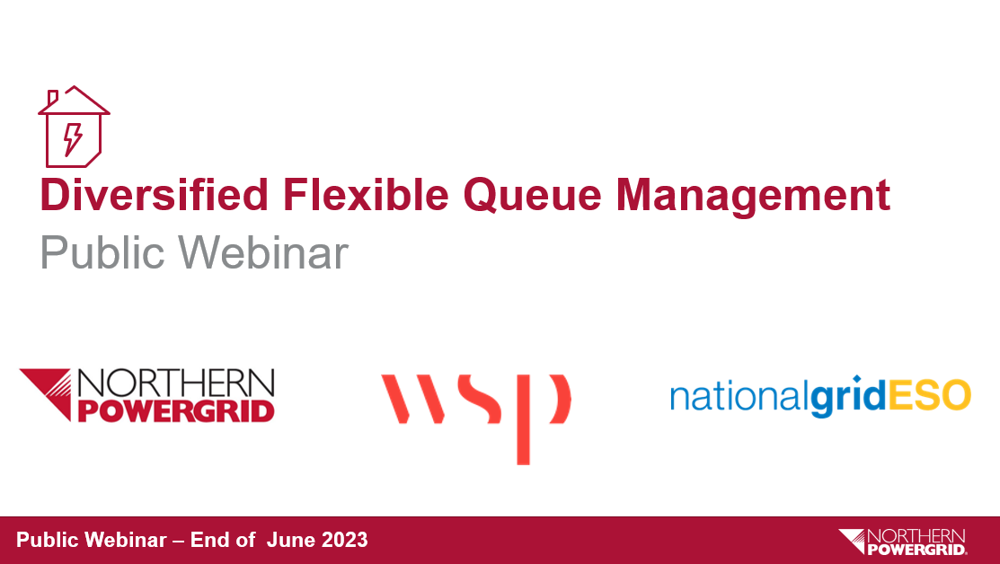 Diversified Flexible Queue Management
Public Webinar
NORTHERN
POWERGRID
wsp
nationalgridESO
Public Webinar – End of  June 2023
NORTHERN
POWERGRID